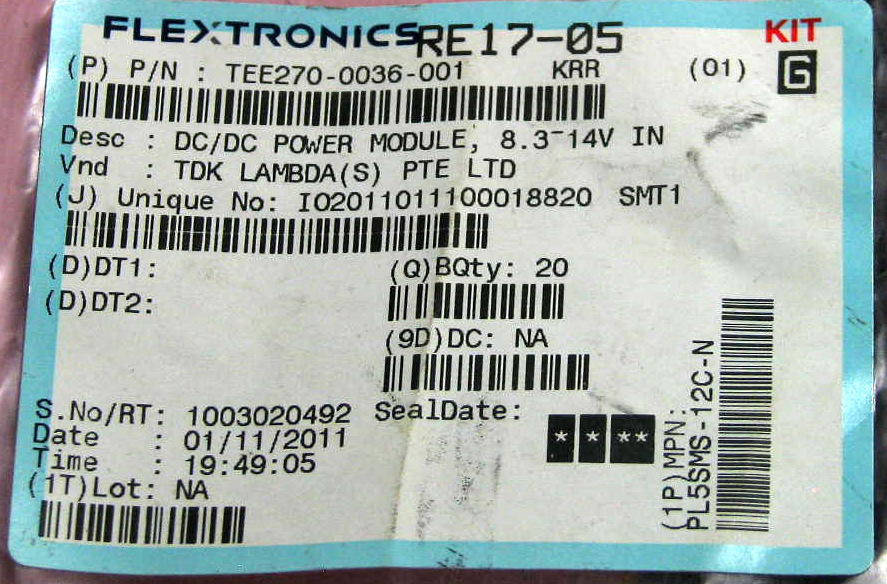 FLEXTRONICS RE17-05 KIT
(P) P/N : TEE270-0036-001 KRR (01) G
Desc : DC/DC POWER MODULE, 8.3~14V IN
Vnd : TDK LAMBDA(S) PTE LTD
(J) Unique No: IO2011011100018820 SMT1
(D)DT1: (Q)BQty: 20
(D)DT2:
(9D)DC: NA
S.No/RT: 1003020492 SealDate:
Date : 01/11/2011 * * **
Time : 19:49:05
(1T)Lot: NA
(1P)MPN:
PL5SMS-12C-N